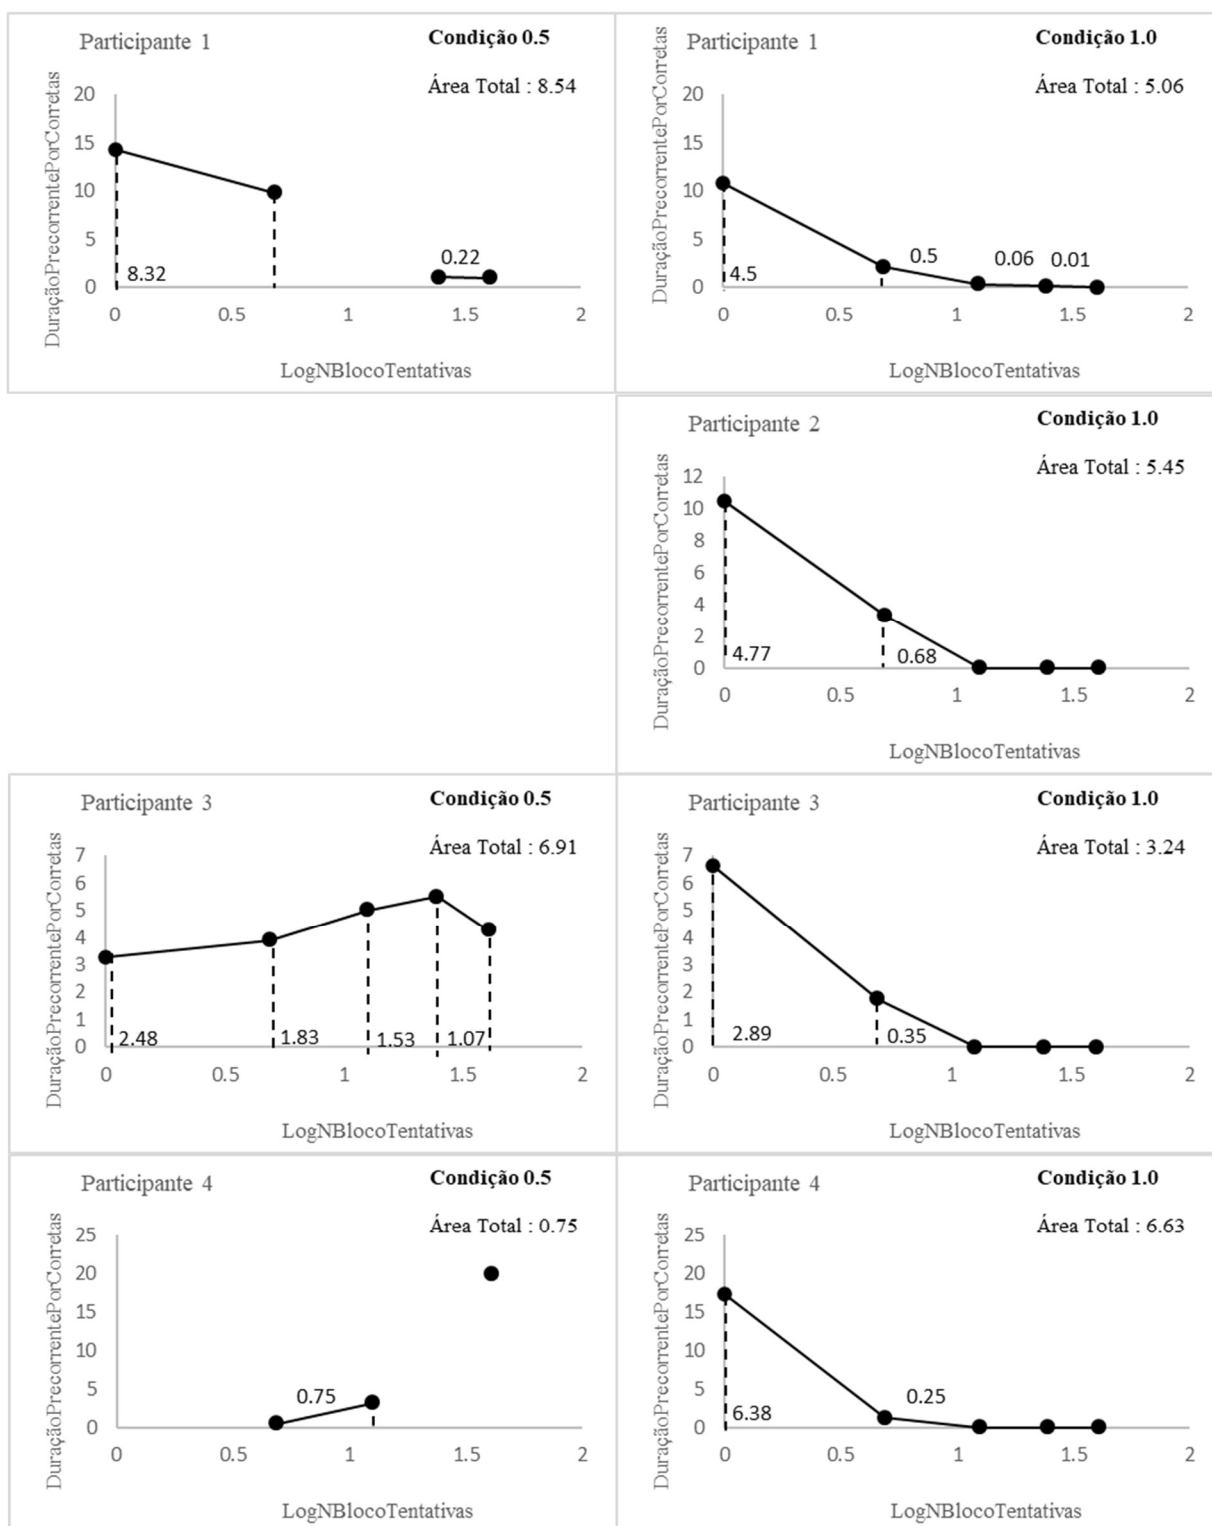 Participante 1
Condição 0.5
Área Total : 8.54
DuraçãoPrecorrentePorCorretas
20
15
10
5
0
8.32
0.22
0 0.5 1 1.5 2
LogNBlocoTentativas
Participante 1
Condição 1.0
Área Total : 5.06
DuraçãoPrecorrentePorCorretas
20
15
10
5
0
4.5
0.5
0.06
0.01
0 0.5 1 1.5 2
LogNBlocoTentativas
Participante 2
Condição 1.0
Área Total : 5.45
DuraçãoPrecorrentePorCorretas
12
10
8
6
4
2
0
4.77
0.68
0 0.5 1 1.5 2
LogNBlocoTentativas
Participante 3
Condição 0.5
Área Total : 6.91
DuraçãoPrecorrentePorCorretas
7
6
5
4
3
2
1
0
2.48
1.83
1.53
1.07
0 0.5 1 1.5 2
LogNBlocoTentativas
Participante 3
Condição 1.0
Área Total : 3.24
DuraçãoPrecorrentePorCorretas
7
6
5
4
3
2
1
0
2.89
0.35
0 0.5 1 1.5 2
LogNBlocoTentativas
Participante 4
Condição 0.5
Área Total : 0.75
DuraçãoPrecorrentePorCorretas
25
20
15
10
5
0
0.75
0 0.5 1 1.5 2
LogNBlocoTentativas
Participante 4
Condição 1.0
Área Total : 6.63
DuraçãoPrecorrentePorCorretas
25
20
15
10
5
0
6.38
0.25
0 0.5 1 1.5 2
LogNBlocoTentativas